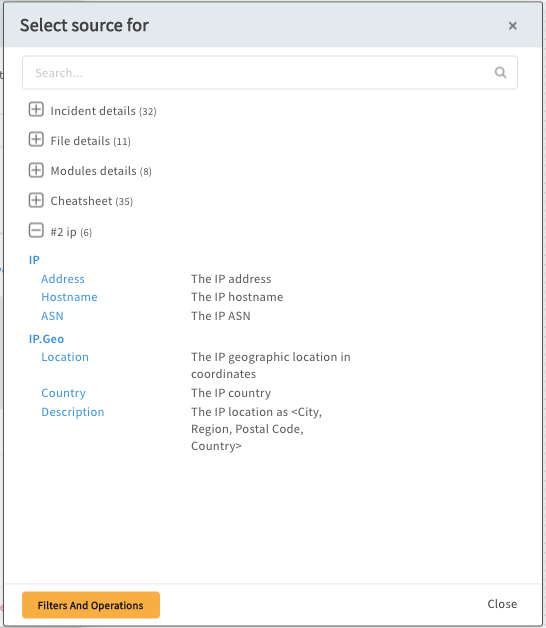 Select source for ×
Search...
Incident details (32)
File details (11)
Modules details (8)
Cheatsheet (35)
#2 ip (6)
IP
Address The IP address
Hostname The IP hostname
ASN The IP ASN
IP.Geo
Location The IP geographic location in
coordinates
Country The IP country
Description The IP location as <City,
Region, Postal Code,
Country>
Filters And Operations Close